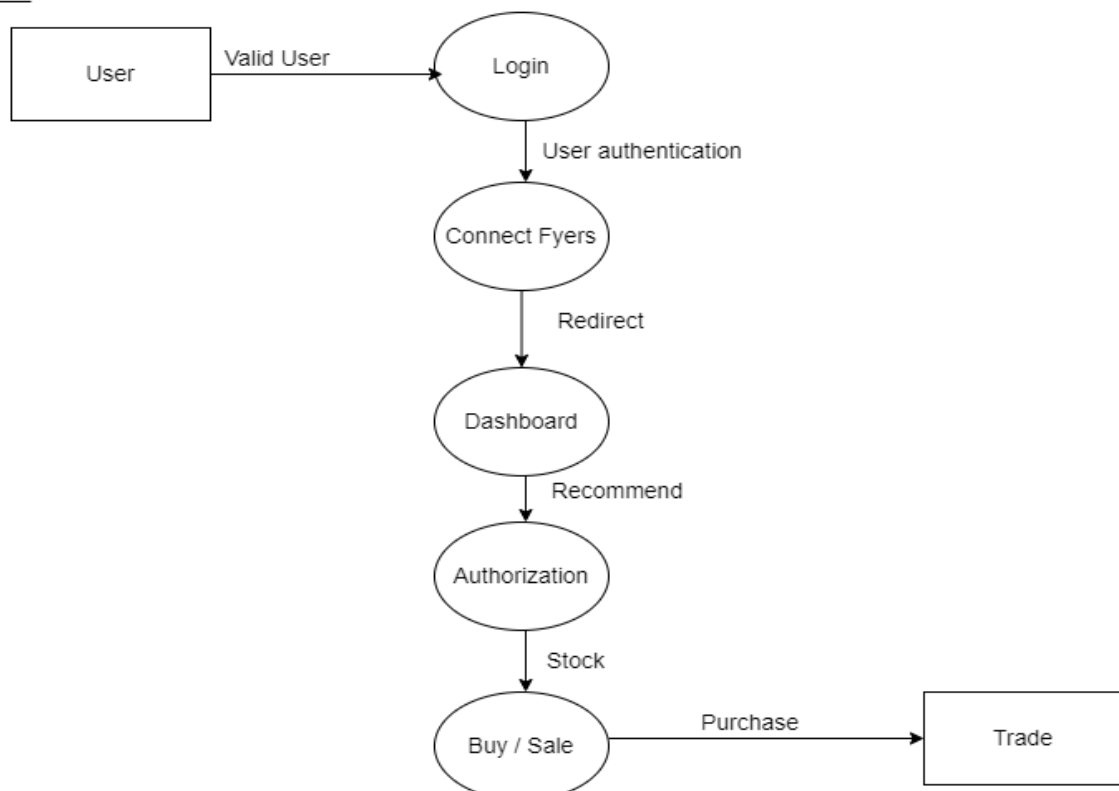 User
Valid User
Login
User authentication
Connect Fyers
Redirect
Dashboard
Recommend
Authorization
Stock
Buy / Sale
Purchase
Trade